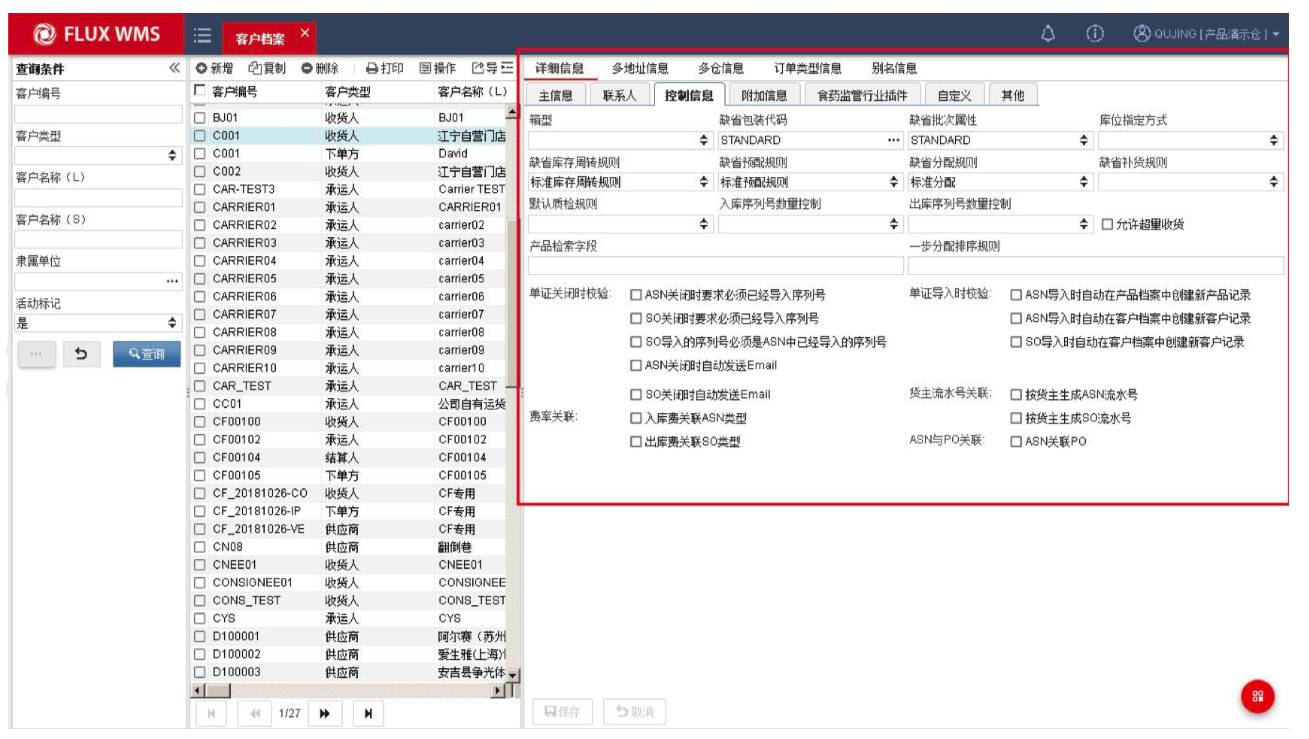 FLUX WMS
客户档案
QUJING [产品演示仓]
查询条件
客户编号
客户类型
客户名称（L）
客户名称（S）
隶属单位
活动标记
是
查询
新增 复制 删除 打印 操作 导
客户编号 客户类型 客户名称（L）
BJ01 收货人 BJ01
C001 收货人 江宁自营门店
C001 下单方 David
C002 收货人 江宁自营门店
CAR-TEST3 承运人 Carrier TEST
CARRIER01 承运人 CARRIER01
CARRIER02 承运人 carrier02
CARRIER03 承运人 carrier03
CARRIER04 承运人 carrier04
CARRIER05 承运人 carrier05
CARRIER06 承运人 carrier06
CARRIER07 承运人 carrier07
CARRIER08 承运人 carrier08
CARRIER09 承运人 carrier09
CARRIER10 承运人 carrier10
CAR_TEST 承运人 CAR_TEST
CC01 承运人 公司自有运
CF00100 收货人 CF00100
CF00102 承运人 CF00102
CF00104 结算人 CF00104
CF00105 下单方 CF00105
CF_20181026-CO 收货人 CF专用
CF_20181026-IP 下单方 CF专用
CF_20181026-VE 供应商 CF专用
CN08 供应商 翻倒巷
CNEE01 收货人 CNEE01
CONSIGNEE01 收货人 CONSIGNEE
CONS_TEST 收货人 CONS_TEST
CYS 承运人 CYS
D100001 供应商 阿尔赛（苏州
D100002 供应商 爱生雅(上海)
D100003 供应商 安吉县争光体
1/27
详细信息 多地址信息 多仓信息 订单类型信息 别名信息
主信息 联系人 控制信息 附加信息 食药监管行业插件 自定义 其他
箱型 缺省包装代码 缺省批次属性 库位指定方式
STANDARD ··· STANDARD
缺省库存周转规则 缺省预配规则 缺省分配规则 缺省补货规则
标准库存周转规则 标准预配规则 标准分配
默认质检规则 入库序列号数量控制 出库序列号数量控制
允许超量收货
产品检索字段 一步分配排序规则
单证关闭时校验: ASN关闭时要求必须已经导入序列号 单证导入时校验: ASN导入时自动在产品档案中创建新产品记录
SO关闭时要求必须已经导入序列号 ASN导入时自动在客户档案中创建新客户记录
SO导入的序列号必须是ASN中已经导入的序列号 SO导入时自动在客户档案中创建新客户记录
ASN关闭时自动发送Email
SO关闭时自动发送Email 货主流水号关联: 按货主生成ASN流水号
费率关联: 入库费关联ASN类型 按货主生成SO流水号
出库费关联SO类型 ASN与PO关联: ASN关联PO
保存 取消